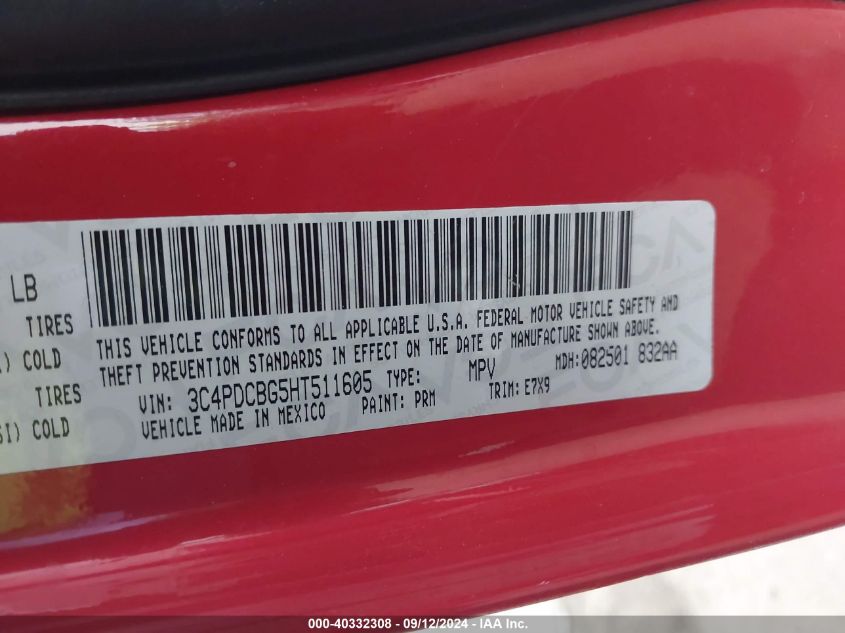 LB
TIRES
) COLD
TIRES
SI) COLD
THIS VEHICLE CONFORMS TO ALL APPLICABLE U.S.A. FEDERAL MOTOR VEHICLE SAFETY AND
THEFT PREVENTION STANDARDS IN EFFECT ON THE DATE OF MANUFACTURE SHOWN ABOVE.
VIN: 3C4PDCBG5HT511605 TYPE: MPV MDH:082501 832AA
VEHICLE MADE IN MEXICO PAINT: PRM TRIM: E7X9
000-40332308 - 09/12/2024 - IAA Inc.